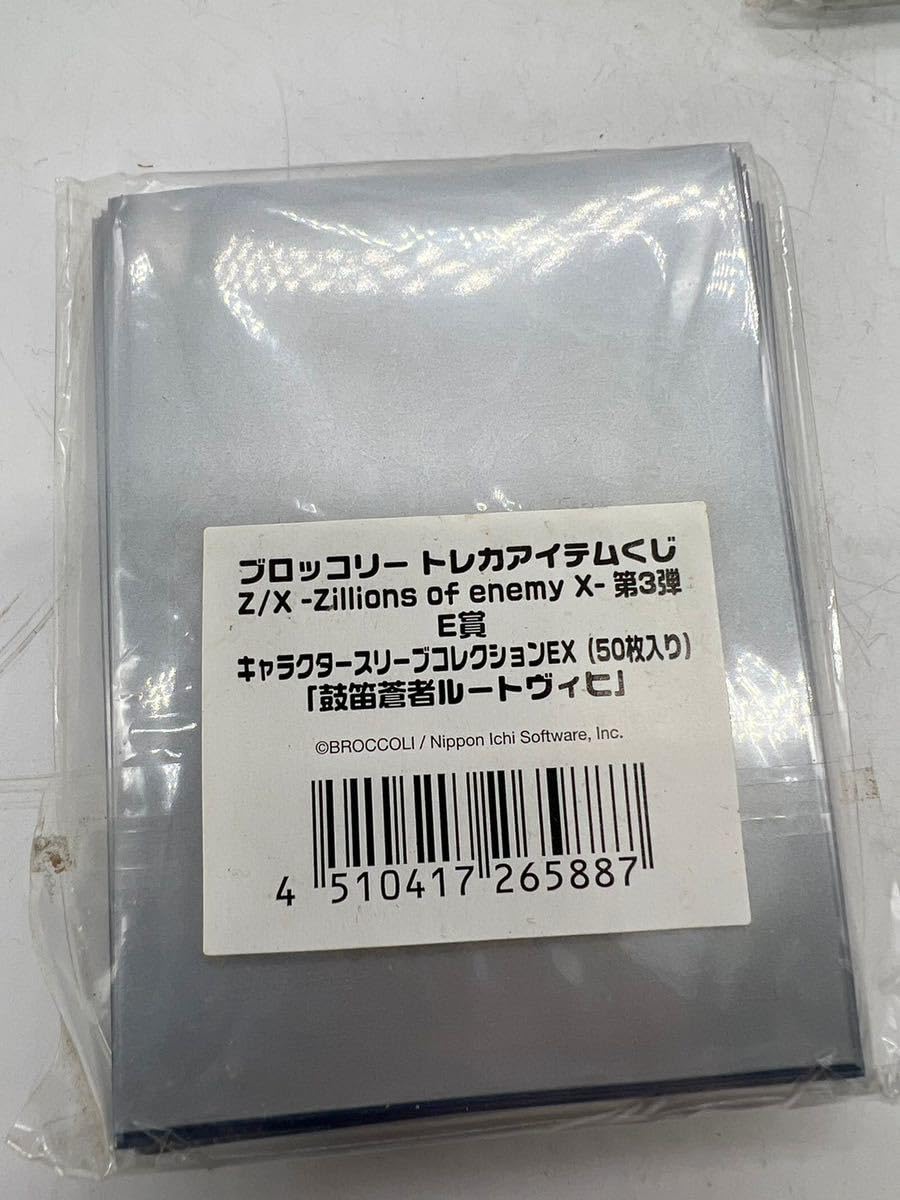 ブロッコリー トレカアイテムくじ
Z/X -Zillions of enemy X- 第3弾
E賞
キャラクタースリーブコレクションEX (50枚入り)
「鼓笛蒼者ルートヴィヒ」
©BROCCOLI / Nippon Ichi Software, Inc.
4 510417 265887